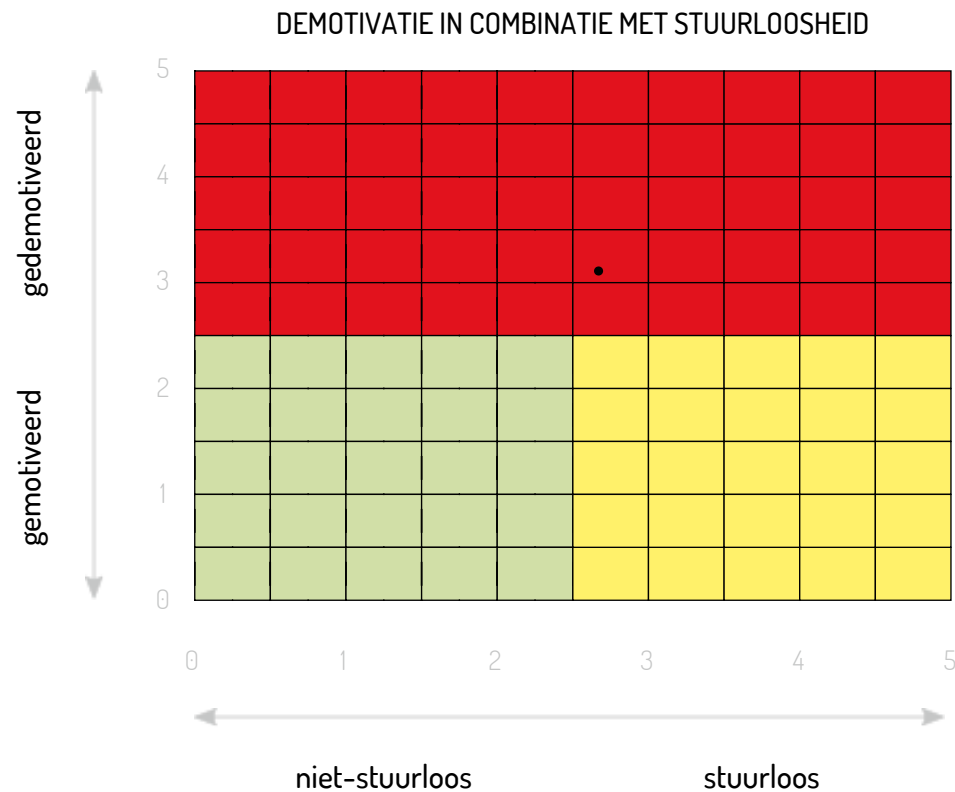 DEMOTIVATIE IN COMBINATIE MET STUURLOOSHEID
5
4
3
2
1
0
gedemotiveerd
gemotiveerd
0 1 2 3 4 5
niet-stuurloos stuurloos